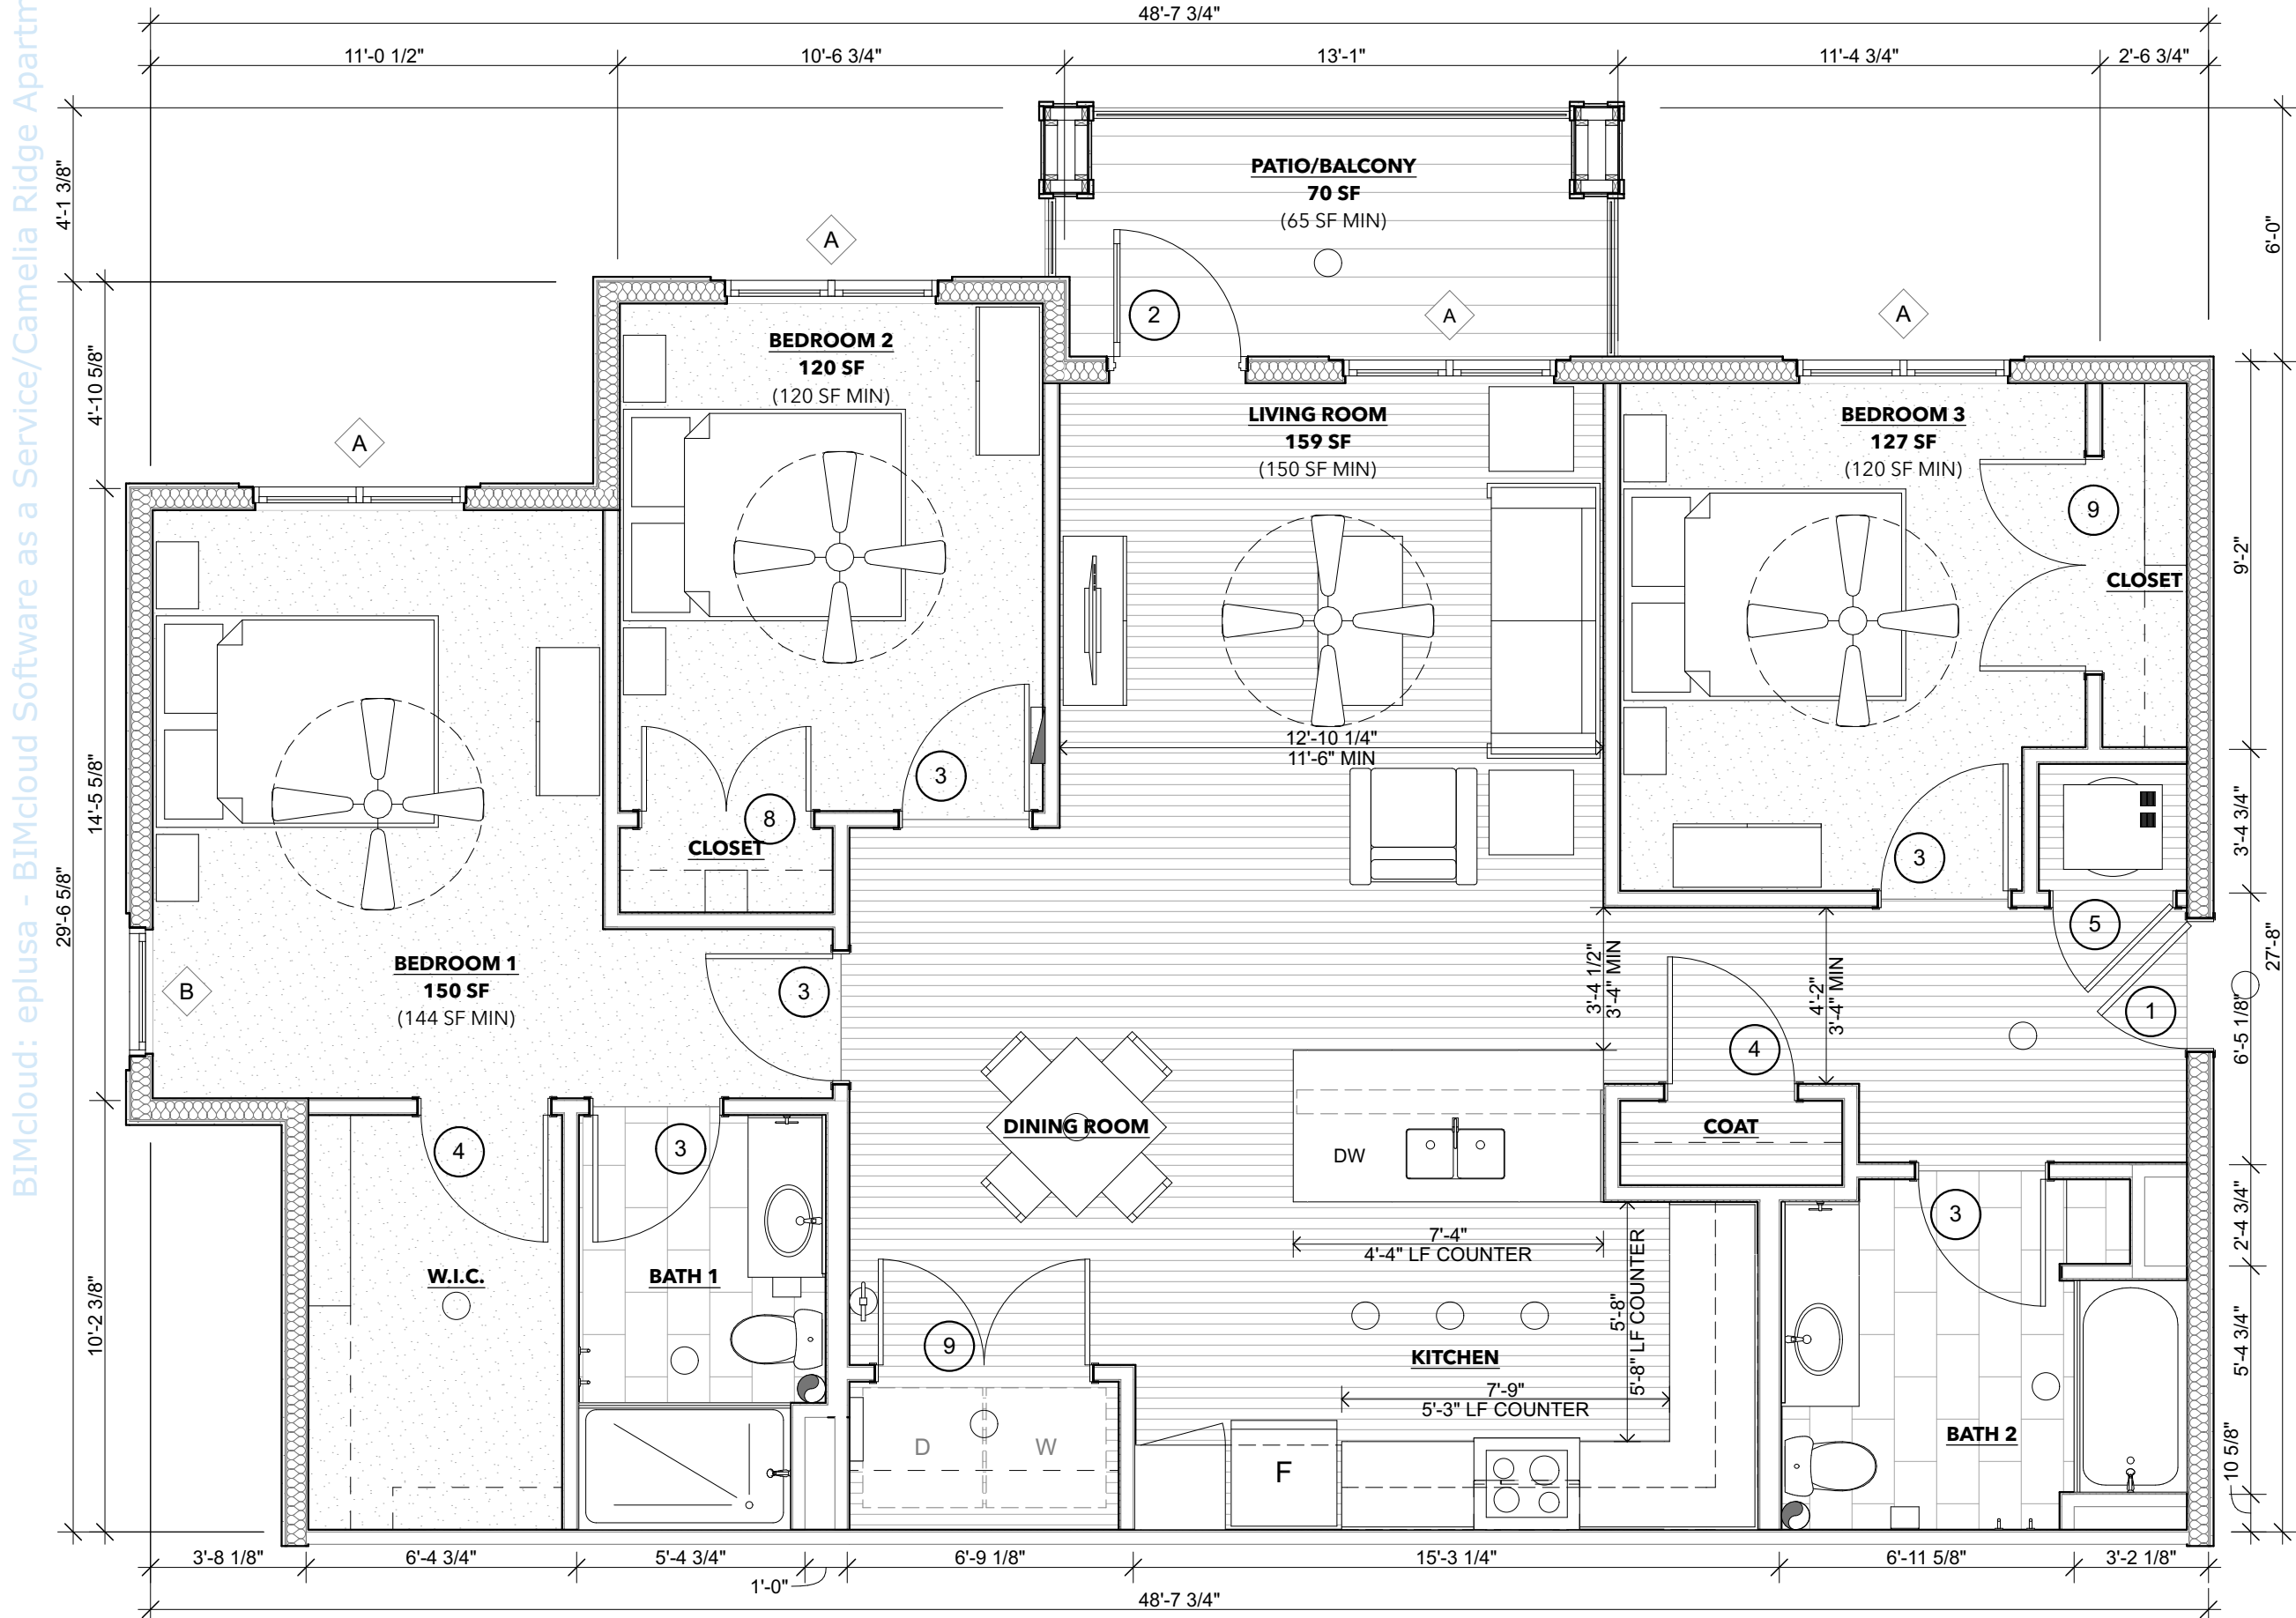 48'-7 3/4"
11'-0 1/2"
10'-6 3/4"
13'-1"
11'-4 3/4"
2'-6 3/4"
BIMcloud: eplusa - BIMcloud Software as a Service/Camelia Ridge Apartm
4'-1 3/8"
6'-0"
PATIO/BALCONY
70 SF
(65 SF MIN)
A
2
A
A
BEDROOM 2
120 SF
(120 SF MIN)
4'-10 5/8"
A
LIVING ROOM
159 SF
(150 SF MIN)
BEDROOM 3
127 SF
(120 SF MIN)
9
9'-2"
CLOSET
12'-10 1/4"
11'-6" MIN
3
8
CLOSET
14'-5 5/8"
29'-6 5/8"
3
3'-4 3/4"
5
BEDROOM 1
150 SF
(144 SF MIN)
B
3
3'-4 1/2"
3'-4" MIN
4'-2"
3'-4" MIN
4
1
6'-5 1/8"
27'-8"
4
3
DINING ROOM
DW
COAT
3
2'-4 3/4"
W.I.C.
BATH 1
7'-4"
4'-4" LF COUNTER
5'-8"
5'-8" LF COUNTER
10'-2 3/8"
9
KITCHEN
5'-4 3/4"
7'-9"
5'-3" LF COUNTER
D
W
F
BATH 2
10 5/8"
3'-8 1/8"
6'-4 3/4"
5'-4 3/4"
1'-0"
6'-9 1/8"
15'-3 1/4"
6'-11 5/8"
3'-2 1/8"
48'-7 3/4"